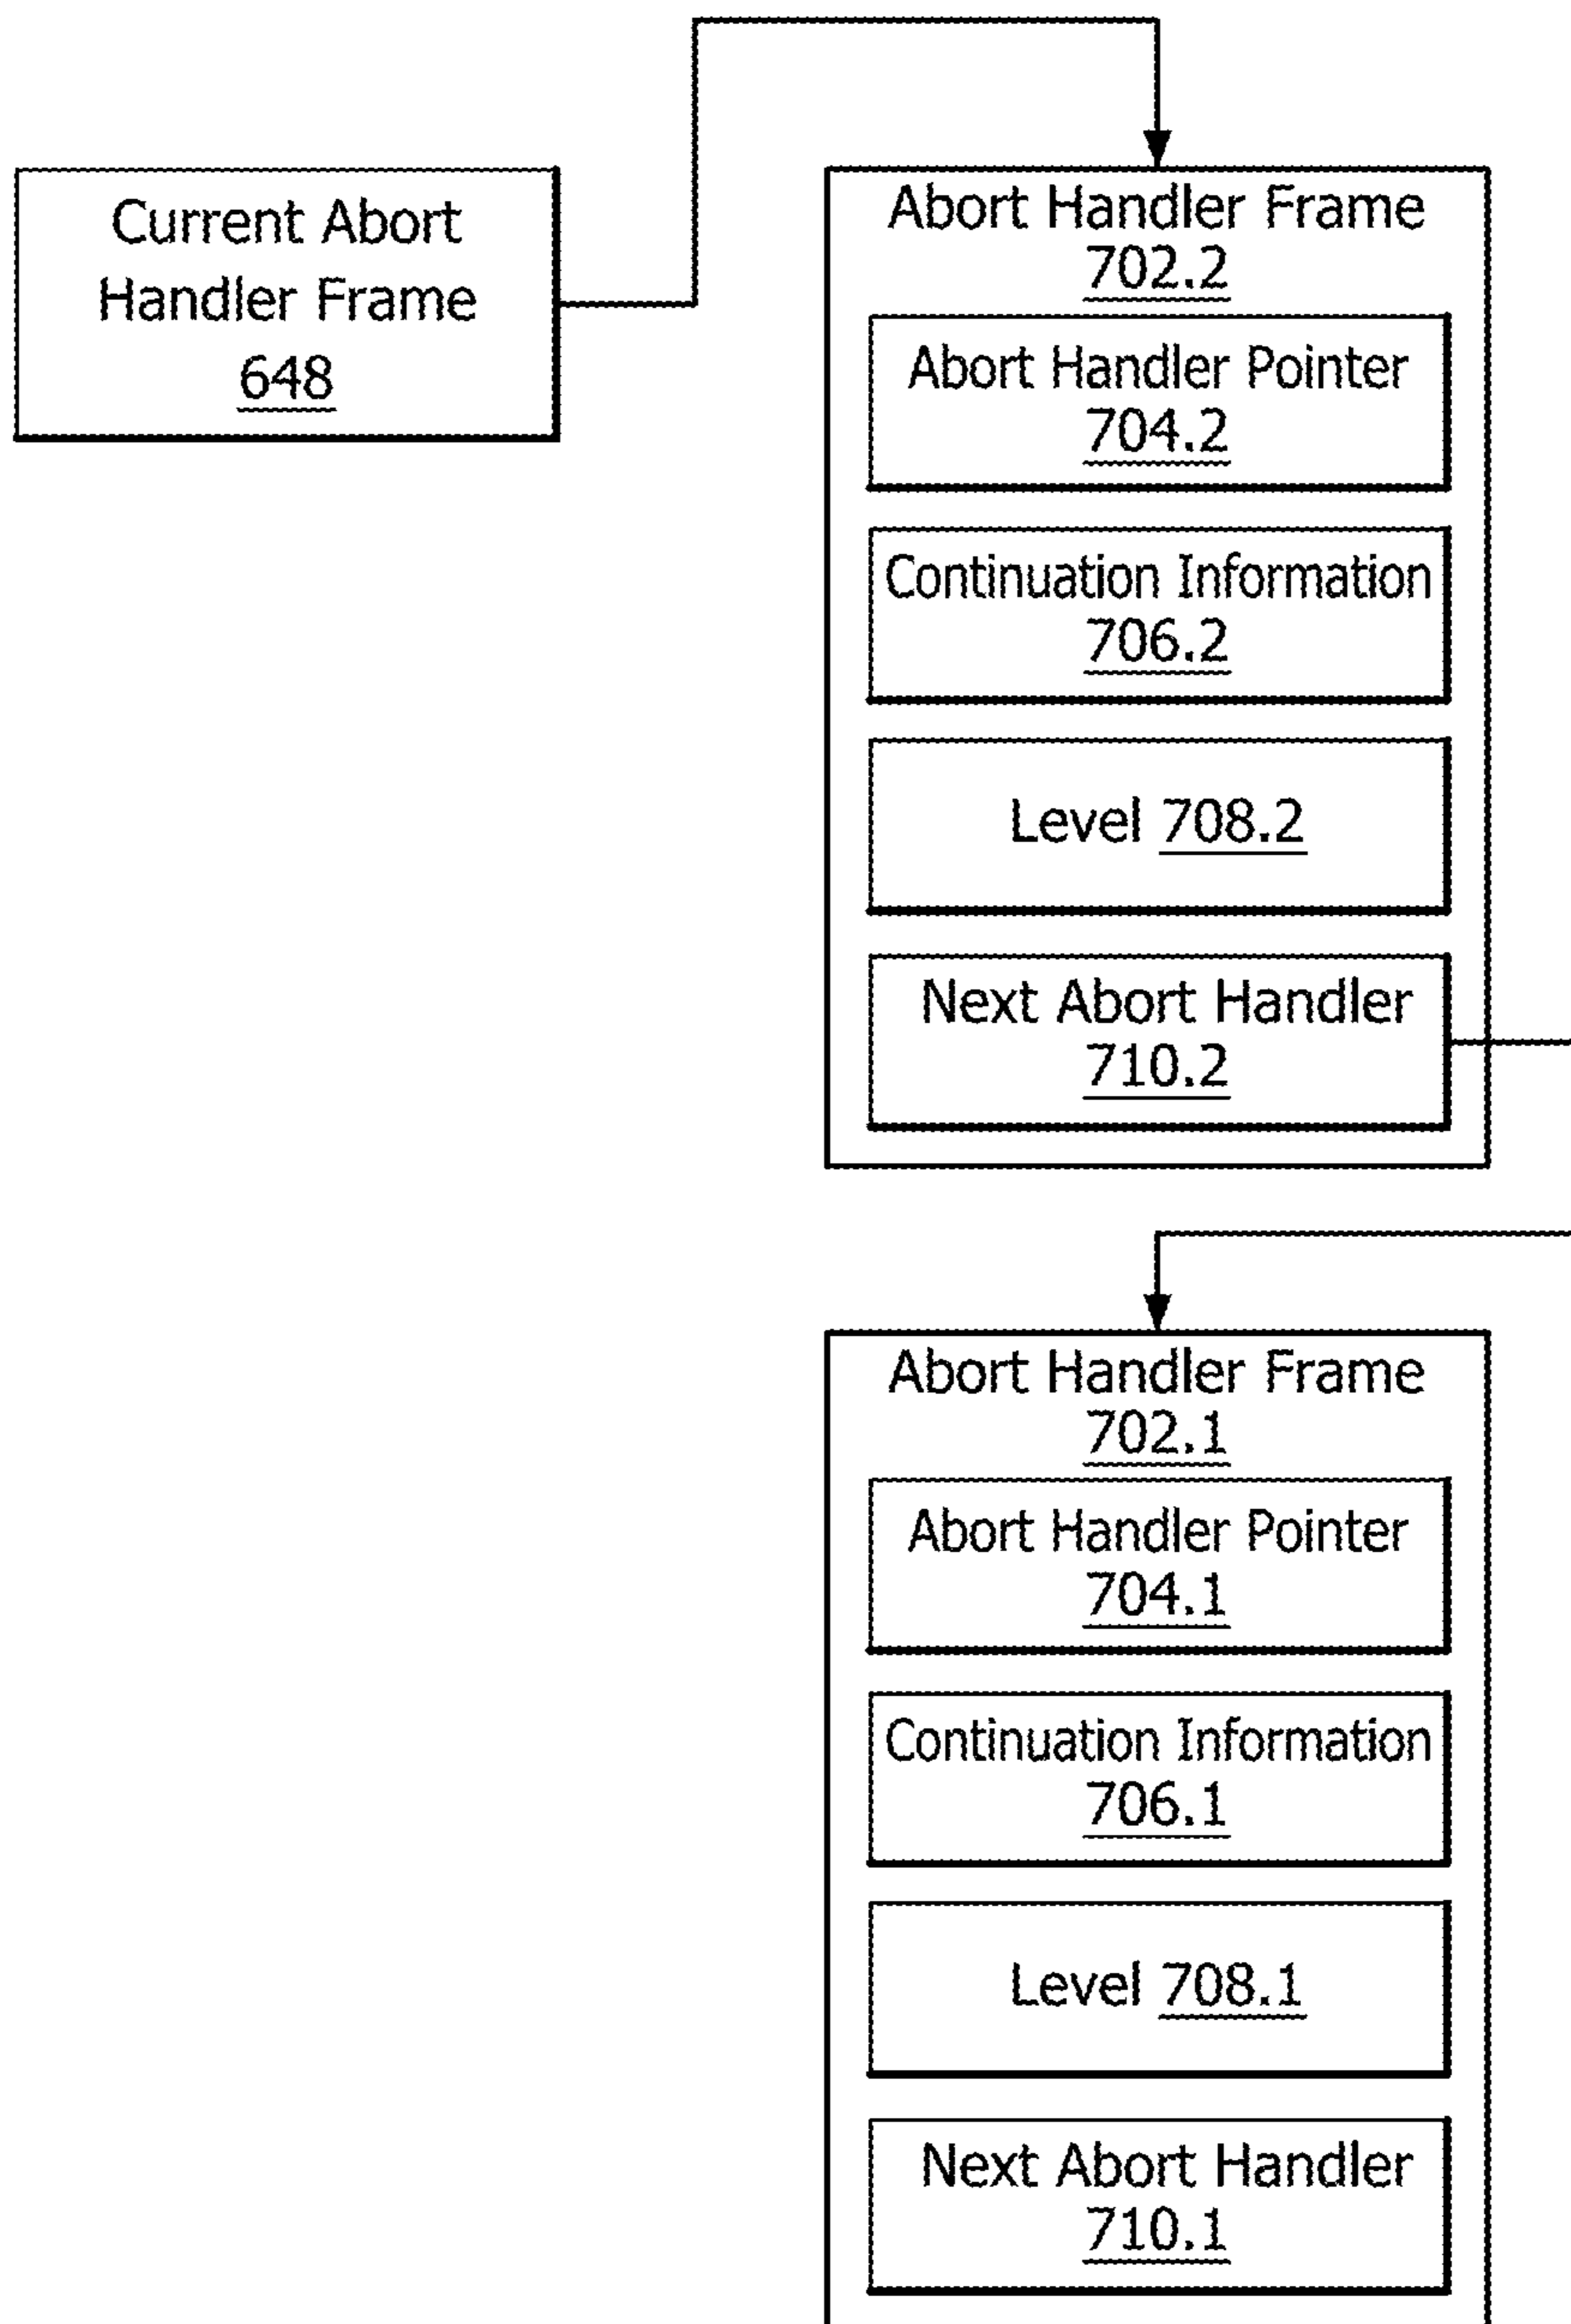 Current Abort
Handler Frame
648
Abort Handler Frame
702.2
Abort Handler Pointer
704.2
Continuation Information
706.2
Level 708.2
Next Abort Handler
710.2
Abort Handler Frame
702.1
Abort Handler Pointer
704.1
Continuation Information
706.1
Level 708.1
Next Abort Handler
710.1